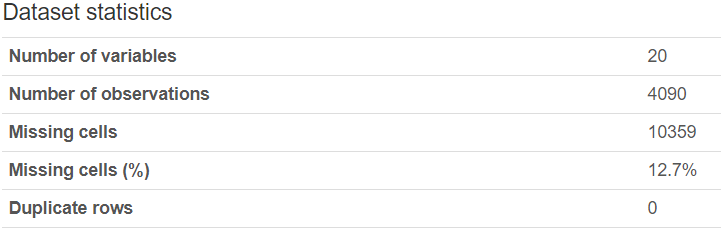 Dataset statistics
Number of variables 20
Number of observations 4090
Missing cells 10359
Missing cells (%) 12.7%
Duplicate rows 0